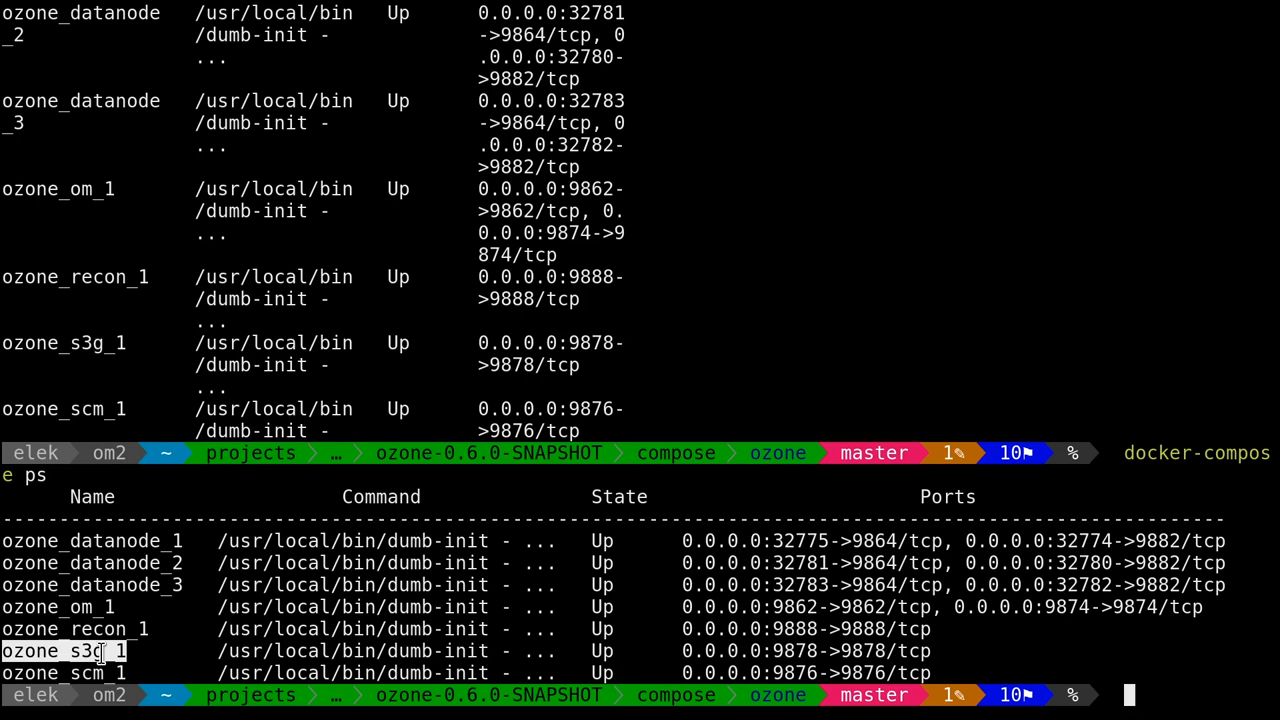 ozone_datanode   /usr/local/bin   Up      0.0.0.0:32781
_2               /dumb-init -             ->9864/tcp, 0
                 ...                      .0.0.0:32780-
                                          >9882/tcp
ozone_datanode   /usr/local/bin   Up      0.0.0.0:32783
_3               /dumb-init -             ->9864/tcp, 0
                 ...                      .0.0.0:32782-
                                          >9882/tcp
ozone_om_1       /usr/local/bin   Up      0.0.0.0:9862-
                 /dumb-init -             >9862/tcp, 0.
                 ...                      0.0.0:9874->9
                                          874/tcp
ozone_recon_1    /usr/local/bin   Up      0.0.0.0:9888-
                 /dumb-init -             >9888/tcp
                 ...
ozone_s3g_1      /usr/local/bin   Up      0.0.0.0:9878-
                 /dumb-init -             >9878/tcp
                 ...
ozone_scm_1      /usr/local/bin   Up      0.0.0.0:9876-
                 /dumb-init -             >9876/tcp
elek om2 ~ projects … ozone-0.6.0-SNAPSHOT compose ozone master 1✎ 10⚑ % docker-compos
e ps
      Name                    Command                State                        Ports
------------------------------------------------------------------------------------------------------------
ozone_datanode_1   /usr/local/bin/dumb-init - ...   Up      0.0.0.0:32775->9864/tcp, 0.0.0.0:32774->9882/tcp
ozone_datanode_2   /usr/local/bin/dumb-init - ...   Up      0.0.0.0:32781->9864/tcp, 0.0.0.0:32780->9882/tcp
ozone_datanode_3   /usr/local/bin/dumb-init - ...   Up      0.0.0.0:32783->9864/tcp, 0.0.0.0:32782->9882/tcp
ozone_om_1         /usr/local/bin/dumb-init - ...   Up      0.0.0.0:9862->9862/tcp, 0.0.0.0:9874->9874/tcp
ozone_recon_1      /usr/local/bin/dumb-init - ...   Up      0.0.0.0:9888->9888/tcp
ozone_s3g_1        /usr/local/bin/dumb-init - ...   Up      0.0.0.0:9878->9878/tcp
ozone_scm_1        /usr/local/bin/dumb-init - ...   Up      0.0.0.0:9876->9876/tcp
elek om2 ~ projects … ozone-0.6.0-SNAPSHOT compose ozone master 1✎ 10⚑ %